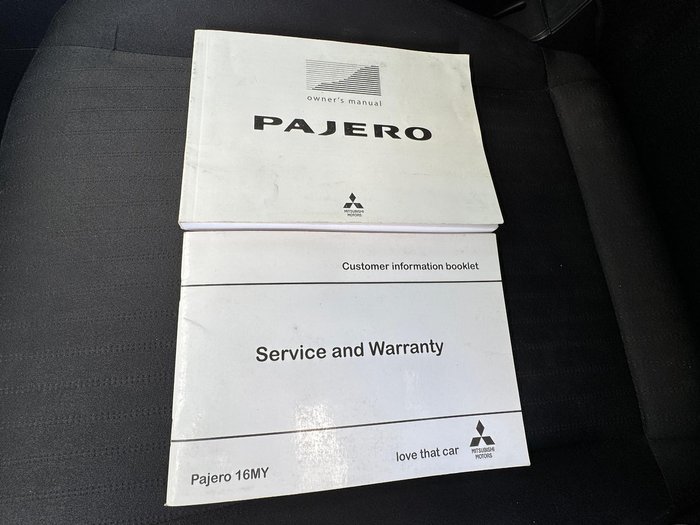 owner's manual
PAJERO
MITSUBISHI
MOTORS
Customer information booklet
Service and Warranty
love that car
MITSUBISHI
MOTORS
Pajero 16MY